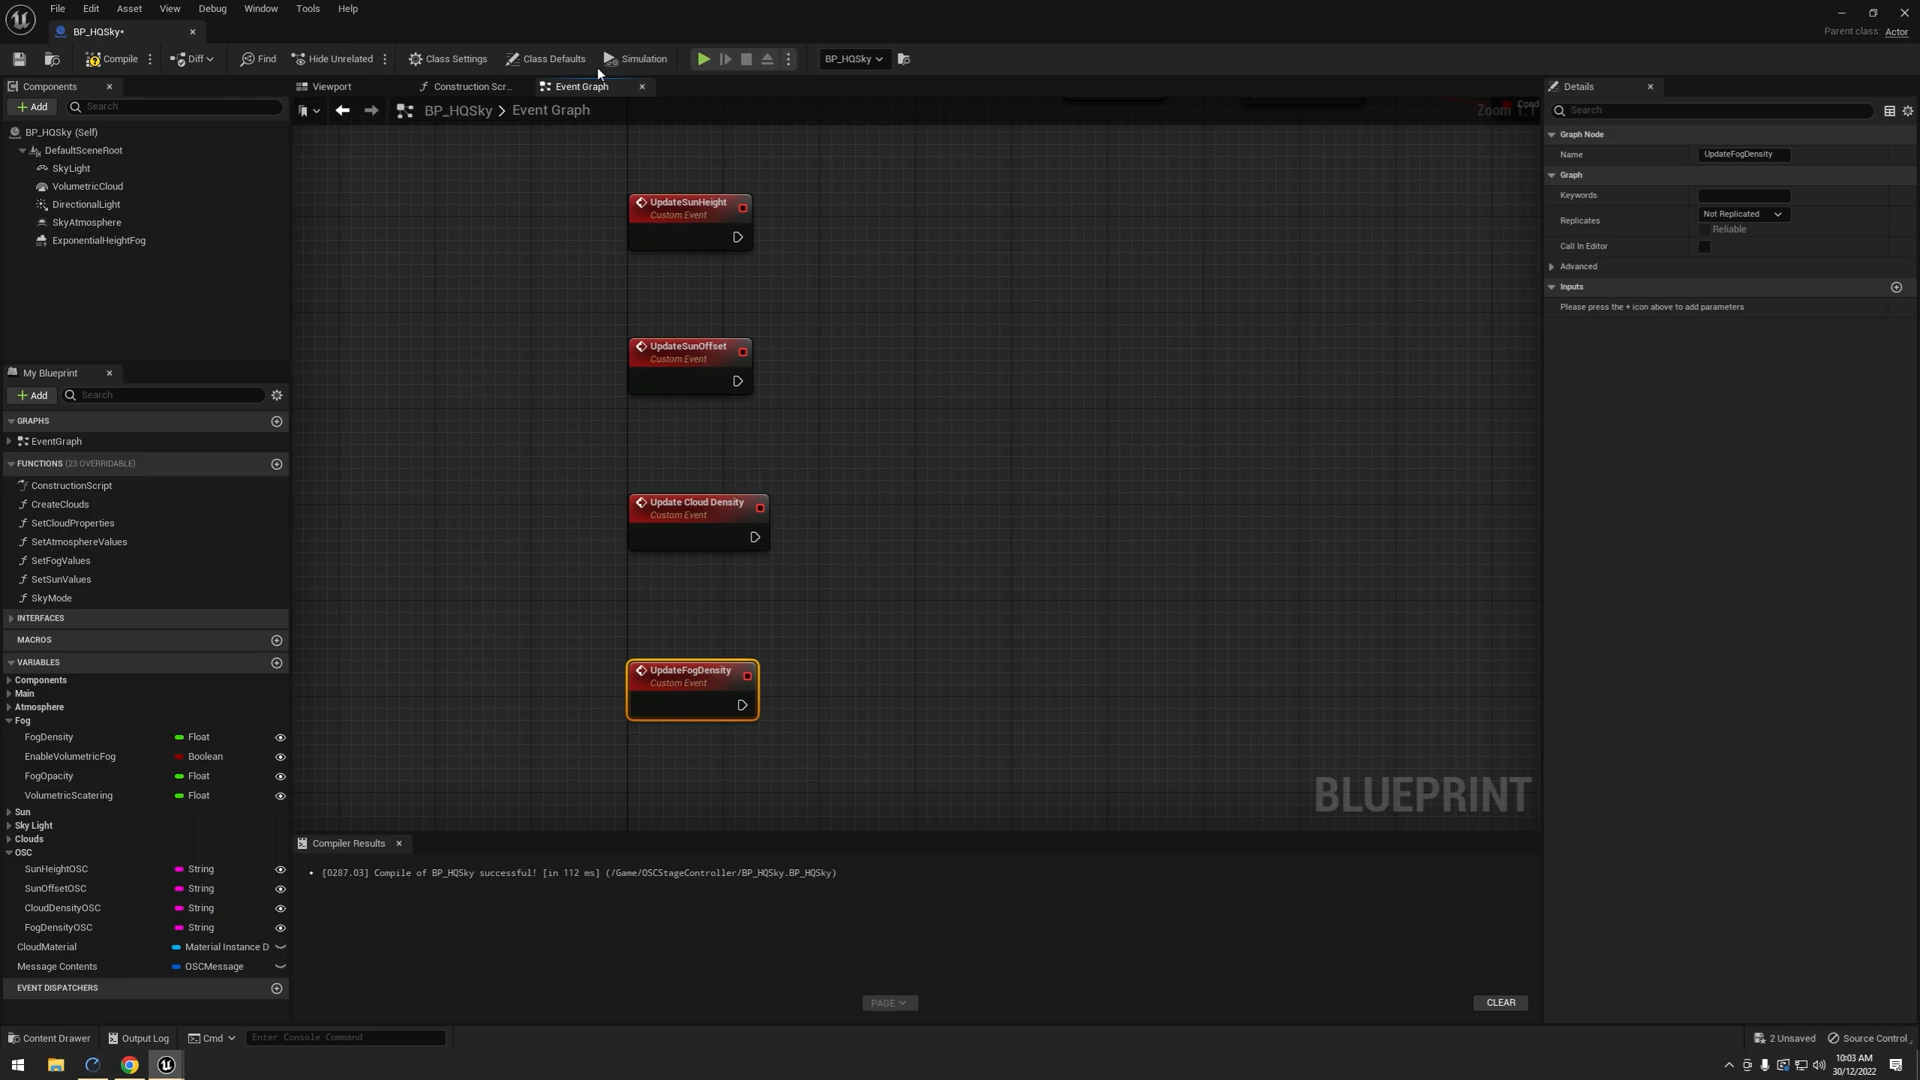 File Edit Asset View Debug Window Tools Help
BP_HQSky•
Parent class: Actor
Compile Diff Find Hide Unrelated Class Settings Class Defaults Simulation BP_HQSky
Components
Viewport Construction Scr... Event Graph
Details
Add Search
BP_HQSky > Event Graph
Zoom 1:1
Cond
Search
BP_HQSky (Self)
DefaultSceneRoot
SkyLight
VolumetricCloud
DirectionalLight
SkyAtmosphere
ExponentialHeightFog
Graph Node
Name UpdateFogDensity
Graph
Keywords
Replicates Not Replicated
Reliable
Call In Editor
Advanced
Inputs
Please press the + icon above to add parameters
UpdateSunHeight
Custom Event
UpdateSunOffset
Custom Event
Update Cloud Density
Custom Event
UpdateFogDensity
Custom Event
BLUEPRINT
My Blueprint
Add Search
GRAPHS
EventGraph
FUNCTIONS (23 OVERRIDABLE)
ConstructionScript
CreateClouds
SetCloudProperties
SetAtmosphereValues
SetFogValues
SetSunValues
SkyMode
INTERFACES
MACROS
VARIABLES
Components
Main
Atmosphere
Fog
FogDensity Float
EnableVolumetricFog Boolean
FogOpacity Float
VolumetricScatering Float
Sun
Sky Light
Clouds
OSC
SunHeightOSC String
SunOffsetOSC String
CloudDensityOSC String
FogDensityOSC String
CloudMaterial Material Instance D
Message Contents OSCMessage
EVENT DISPATCHERS
Compiler Results
[0287.03] Compile of BP_HQSky successful! [in 112 ms] (/Game/OSCStageController/BP_HQSky.BP_HQSky)
PAGE
CLEAR
Content Drawer Output Log Cmd Enter Console Command
2 Unsaved Source Control
10:03 AM
30/12/2022